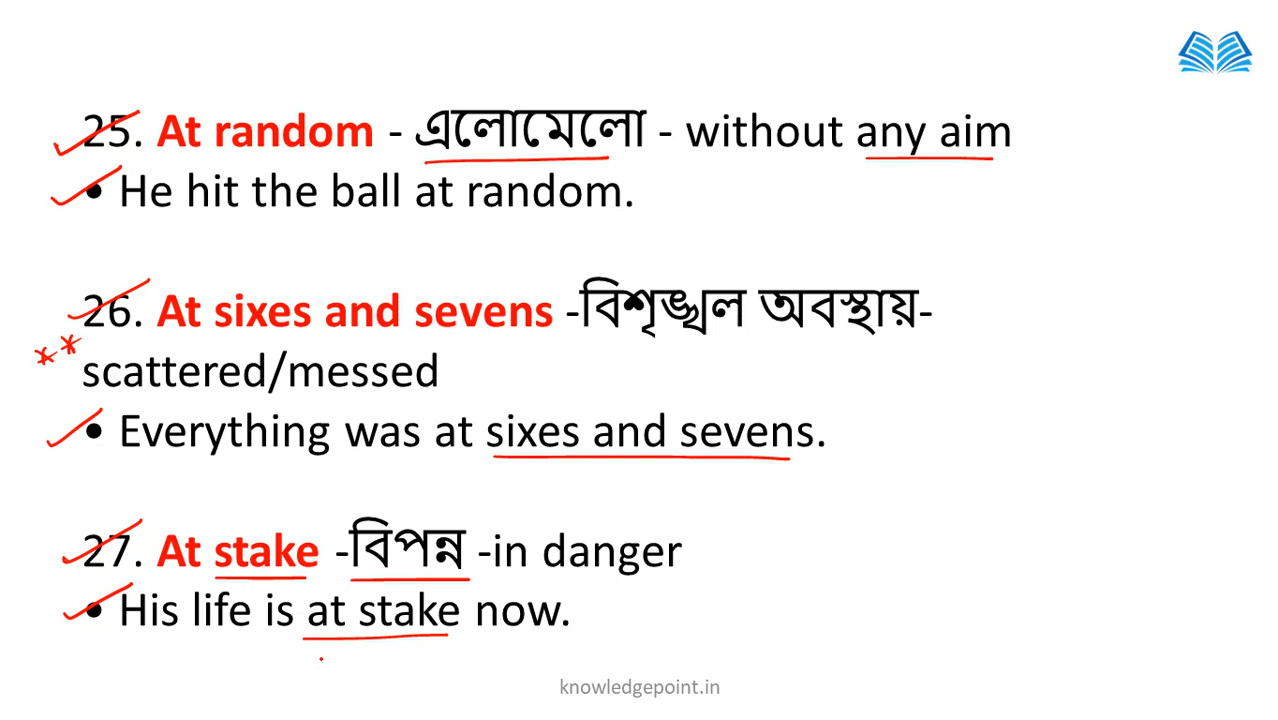 25. At random - এলোমেলো - without any aim
• He hit the ball at random.
26. At sixes and sevens -বিশৃঙ্খল অবস্থায়-
scattered/messed
• Everything was at sixes and sevens.
27. At stake -বিপন্ন -in danger
• His life is at stake now.
knowledgepoint.in